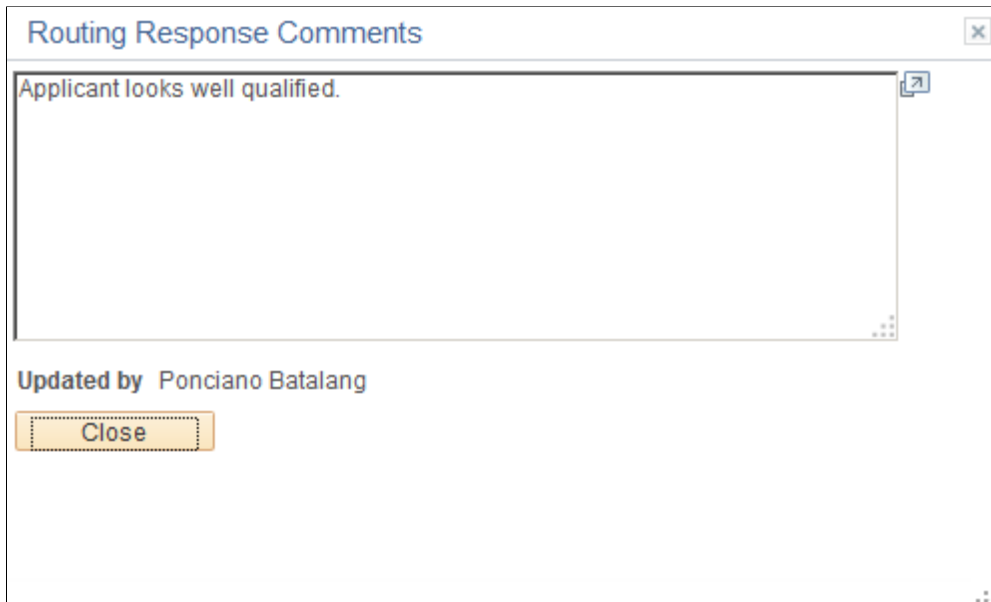 Routing Response Comments
Applicant looks well qualified.
Updated by Ponciano Batalang
Close